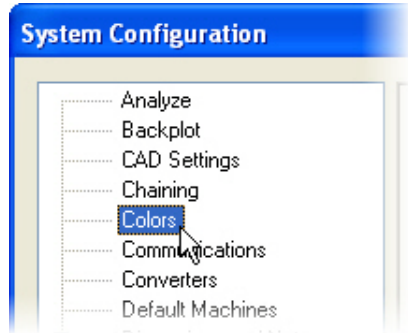 System Configuration
Analyze
Backplot
CAD Settings
Chaining
Colors
Communications
Converters
Default Machines